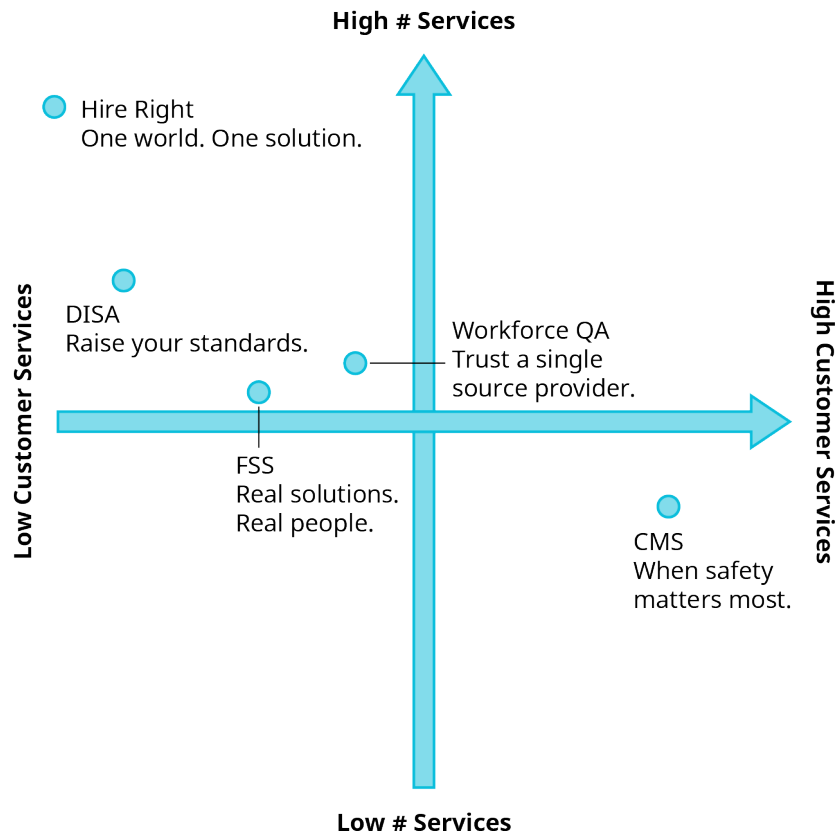 High # Services
Hire Right
One world. One solution.
DISA
Raise your standards.
Workforce QA
Trust a single
source provider.
Low Customer Services
High Customer Services
FSS
Real solutions.
Real people.
CMS
When safety
matters most.
Low # Services